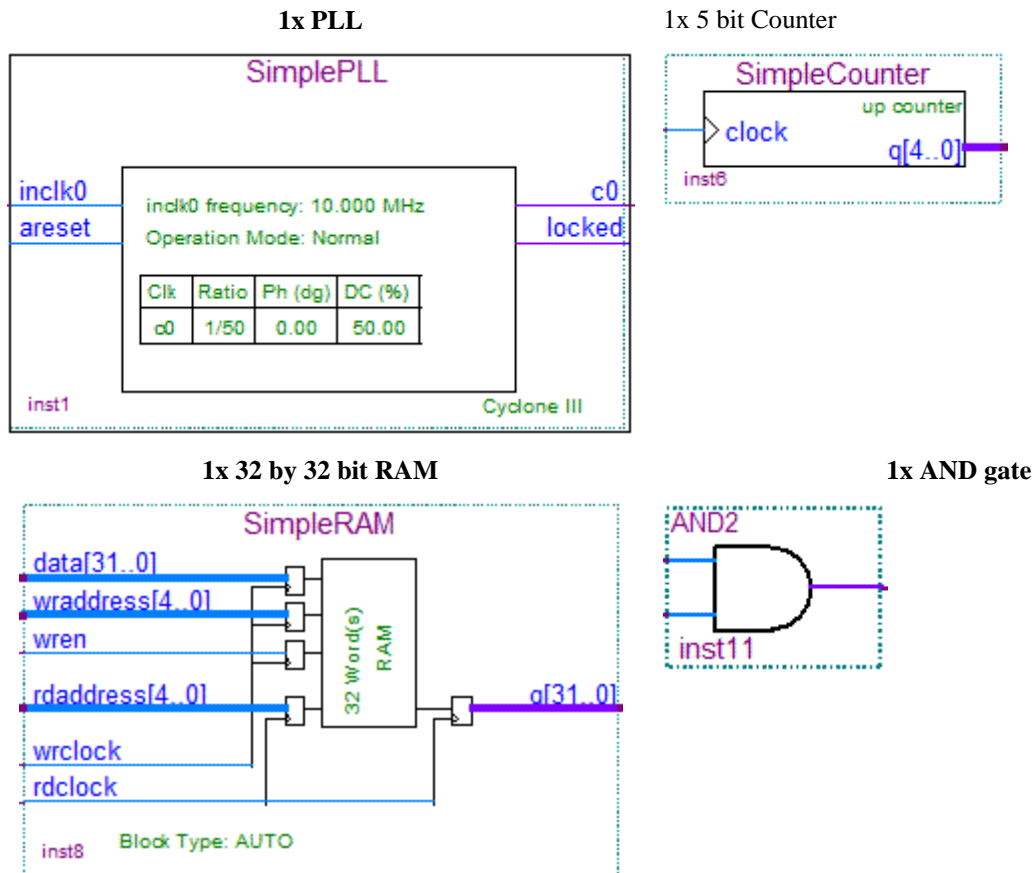 1x PLL
1x 5 bit Counter
SimplePLL
inclk0
areset
inclk0 frequency: 10.000 MHz
Operation Mode: Normal
Clk Ratio Ph (dg) DC (%)
c0 1/50 0.00 50.00
c0
locked
inst1
Cyclone III
SimpleCounter
up counter
clock
q[4..0]
inst6
1x 32 by 32 bit RAM
1x AND gate
SimpleRAM
data[31..0]
wraddress[4..0]
wren
rdaddress[4..0]
wrclock
rdclock
32 Word(s)
RAM
q[31..0]
inst8
Block Type: AUTO
AND2
inst11